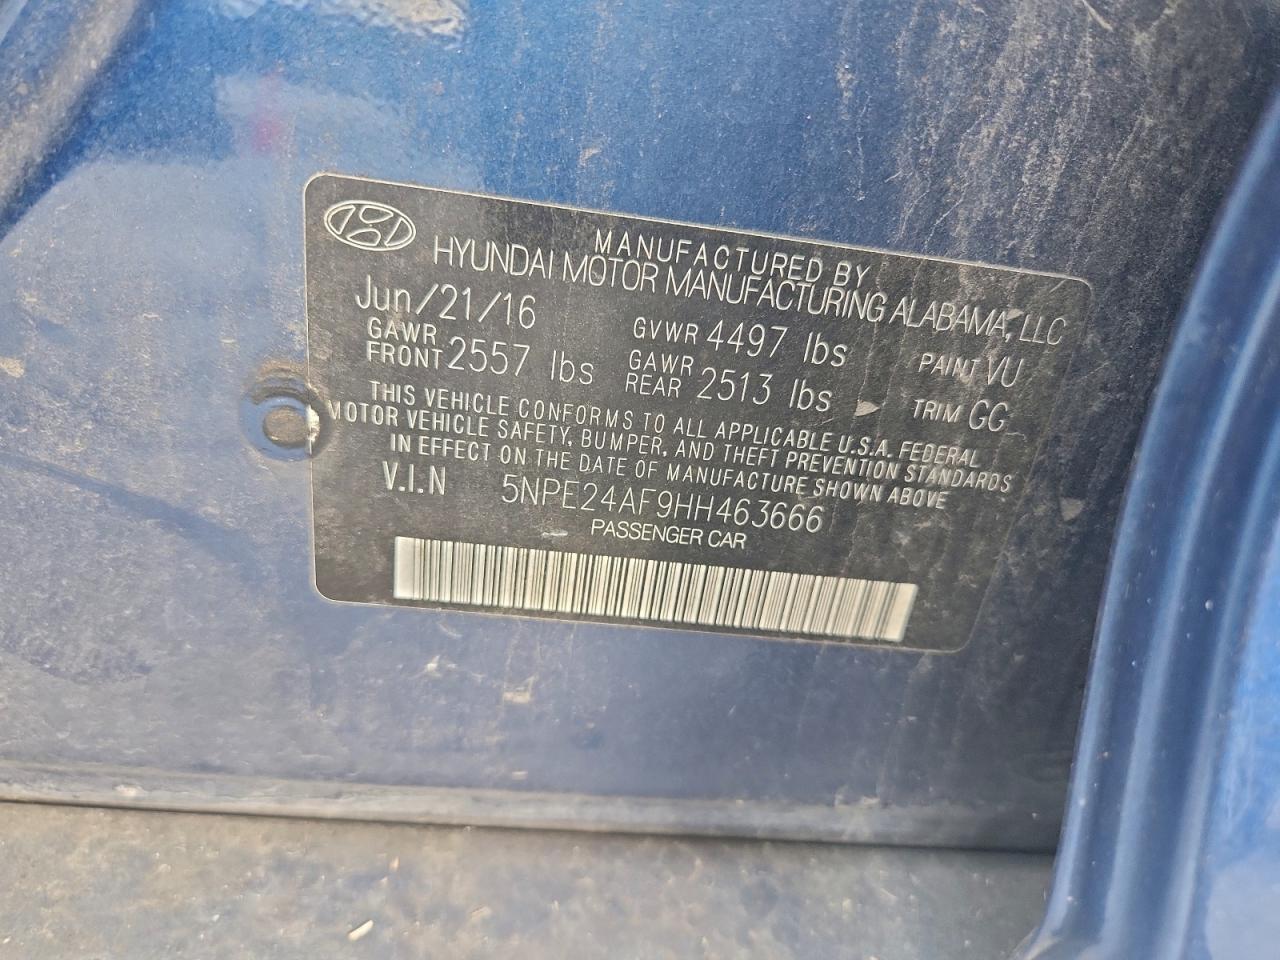 MANUFACTURED BY
HYUNDAI MOTOR MANUFACTURING ALABAMA, LLC
Jun/21/16 GVWR 4497 lbs PAINT VU
GAWR FRONT 2557 lbs GAWR REAR 2513 lbs TRIM GG
THIS VEHICLE CONFORMS TO ALL APPLICABLE U.S.A. FEDERAL
MOTOR VEHICLE SAFETY, BUMPER, AND THEFT PREVENTION STANDARDS
IN EFFECT ON THE DATE OF MANUFACTURE SHOWN ABOVE
V.I.N 5NPE24AF9HH463666
PASSENGER CAR